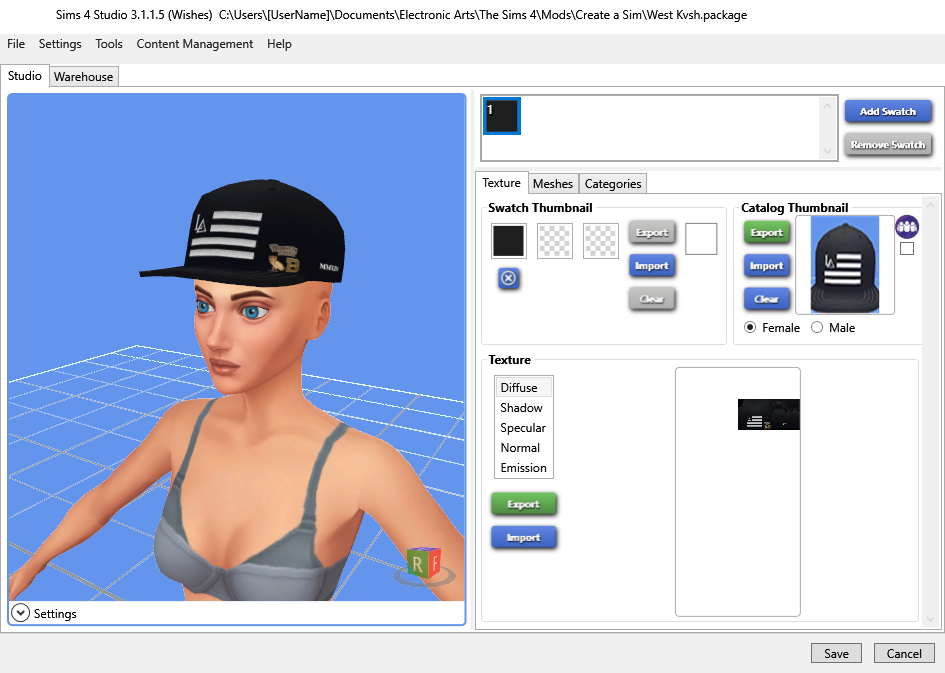 Sims 4 Studio 3.1.1.5 (Wishes)  C:\Users\[UserName]\Documents\Electronic Arts\The Sims 4\Mods\Create a Sim\West Kvsh.package
File Settings Tools Content Management Help
Studio Warehouse
1
Add Swatch
Remove Swatch
Texture Meshes Categories
Swatch Thumbnail
Export
Import
Clear
Catalog Thumbnail
Export
Import
Clear
Female Male
LA
B
MMXIV
LA
Texture
Diffuse
Shadow
Specular
Normal
Emission
Export
Import
R F
Settings
Save Cancel